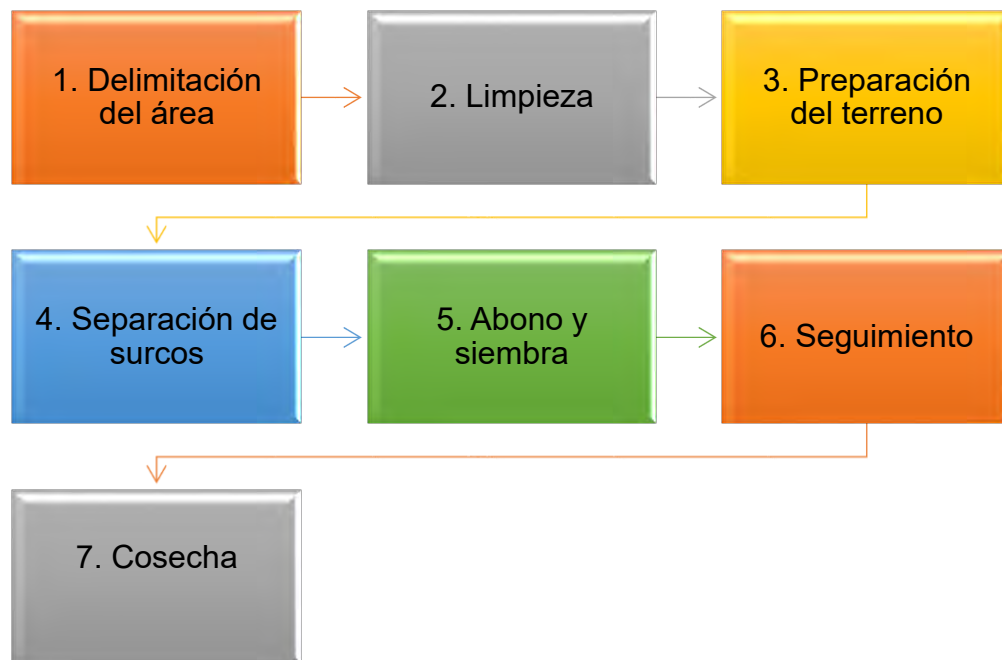 1. Delimitación
del área
2. Limpieza
3. Preparación
del terreno
4. Separación de
surcos
5. Abono y
siembra
6. Seguimiento
7. Cosecha